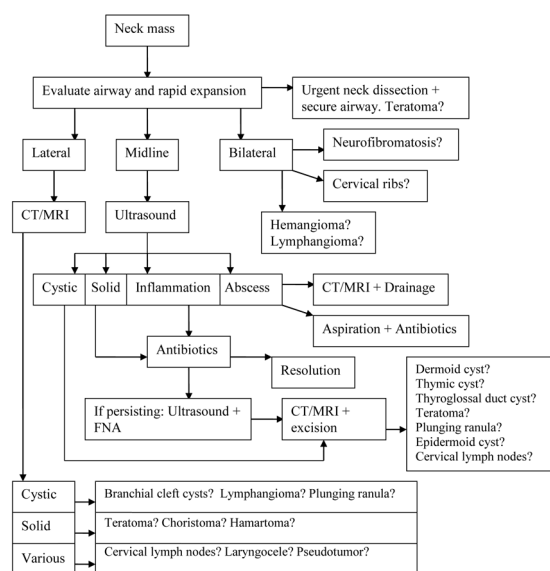 Neck mass
Evaluate airway and rapid expansion
Urgent neck dissection +
secure airway. Teratoma?
Lateral
Midline
Bilateral
Neurofibromatosis?
Cervical ribs?
CT/MRI
Ultrasound
Hemangioma?
Lymphangioma?
Cystic
Solid
Inflammation
Abscess
CT/MRI + Drainage
Aspiration + Antibiotics
Antibiotics
Resolution
If persisting: Ultrasound +
FNA
CT/MRI +
excision
Dermoid cyst?
Thymic cyst?
Thyroglossal duct cyst?
Teratoma?
Plunging ranula?
Epidermoid cyst?
Cervical lymph nodes?
Cystic
Branchial cleft cysts? Lymphangioma? Plunging ranula?
Solid
Teratoma? Choristoma? Hamartoma?
Various
Cervical lymph nodes? Laryngocele? Pseudotumor?